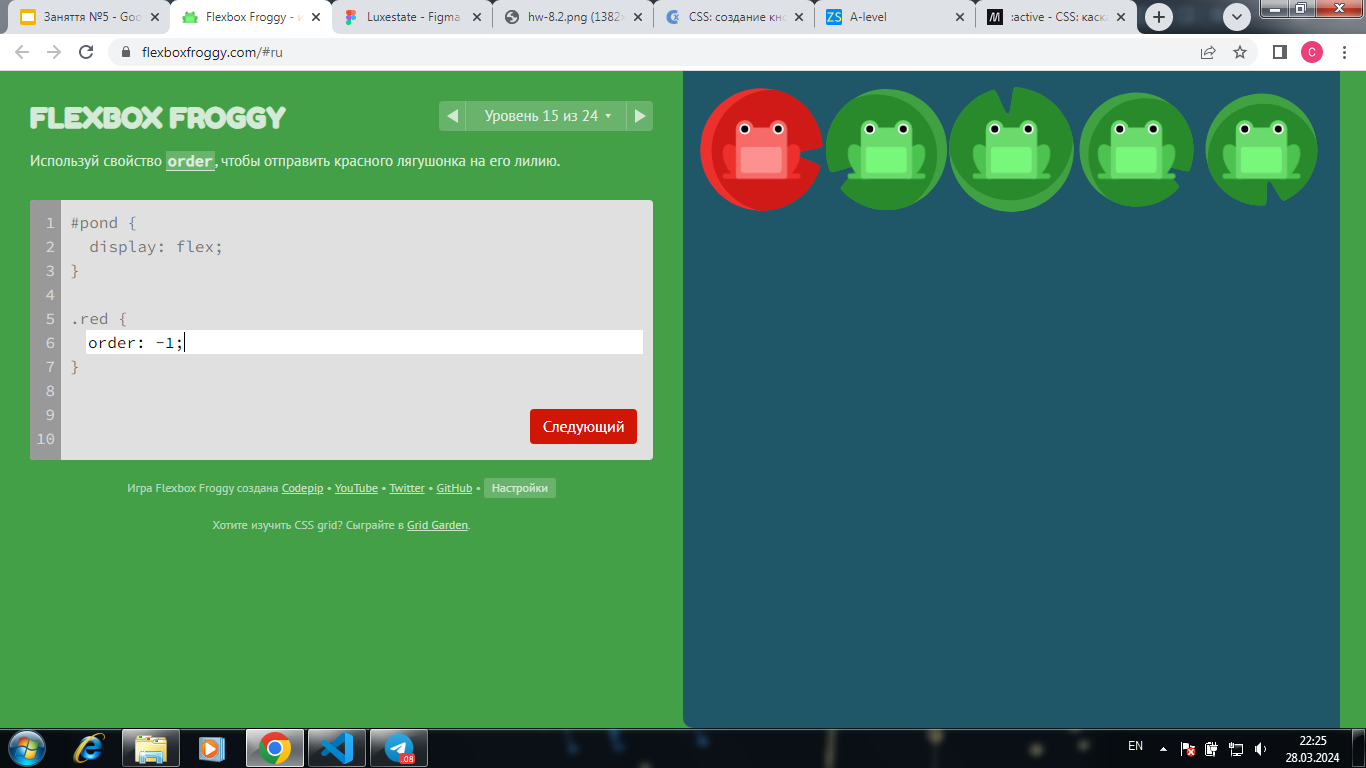 Заняття №5 - Goo
Flexbox Froggy - и
Luxestate - Figma
hw-8.2.png (1382×
CSS: создание кно
ZS A-level
M :active - CSS: каска
flexboxfroggy.com/#ru
C
FLEXBOX FROGGY
Уровень 15 из 24
Используй свойство order, чтобы отправить красного лягушонка на его лилию.
1 #pond {
2 display: flex;
3 }
4
5 .red {
6 order: -1;
7 }
8
9
10
Следующий
Игра Flexbox Froggy создана Codepip • YouTube • Twitter • GitHub • Настройки
Хотите изучить CSS grid? Сыграйте в Grid Garden.
.08
EN
22:25
28.03.2024